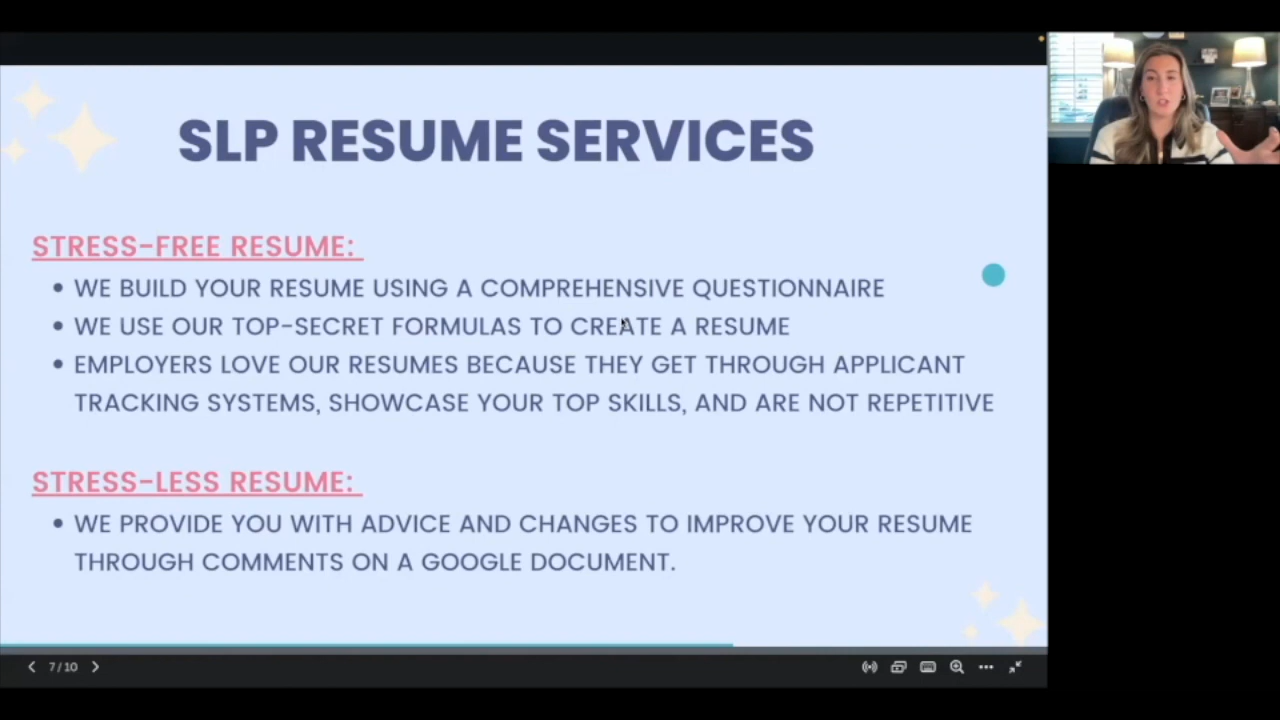 SLP RESUME SERVICES
STRESS-FREE RESUME:
• WE BUILD YOUR RESUME USING A COMPREHENSIVE QUESTIONNAIRE
• WE USE OUR TOP-SECRET FORMULAS TO CREATE A RESUME
• EMPLOYERS LOVE OUR RESUMES BECAUSE THEY GET THROUGH APPLICANT
TRACKING SYSTEMS, SHOWCASE YOUR TOP SKILLS, AND ARE NOT REPETITIVE
STRESS-LESS RESUME:
• WE PROVIDE YOU WITH ADVICE AND CHANGES TO IMPROVE YOUR RESUME
THROUGH COMMENTS ON A GOOGLE DOCUMENT.
7 / 10